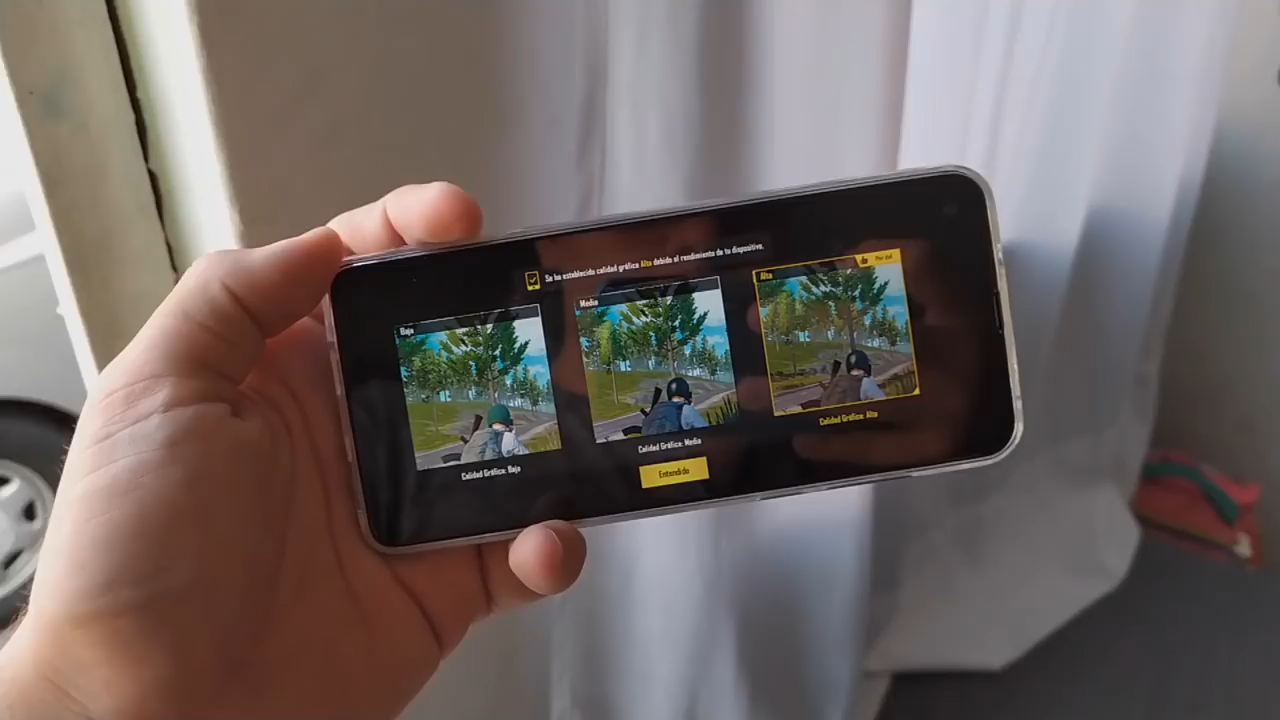 Se ha establecido calidad gráfica Alta debido al rendimiento de tu dispositivo.
Baja
Media
Alta
Calidad Gráfica: Baja
Calidad Gráfica: Media
Calidad Gráfica: Alta
Entendido